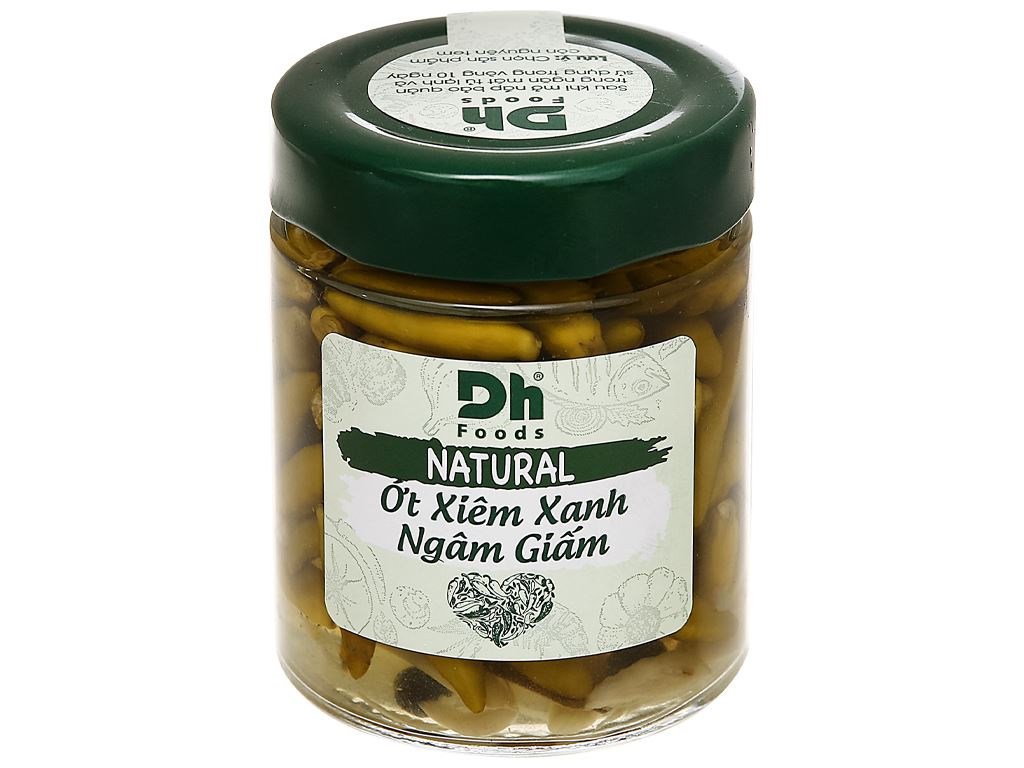 Dh®
Foods
Sau khi mở nắp bảo quản
trong ngăn mát tủ lạnh và
sử dụng trong vòng 10 ngày
Lưu ý: Chọn sản phẩm
còn nguyên tem
Dh®
Foods
NATURAL
Ớt Xiêm Xanh
Ngâm Giấm